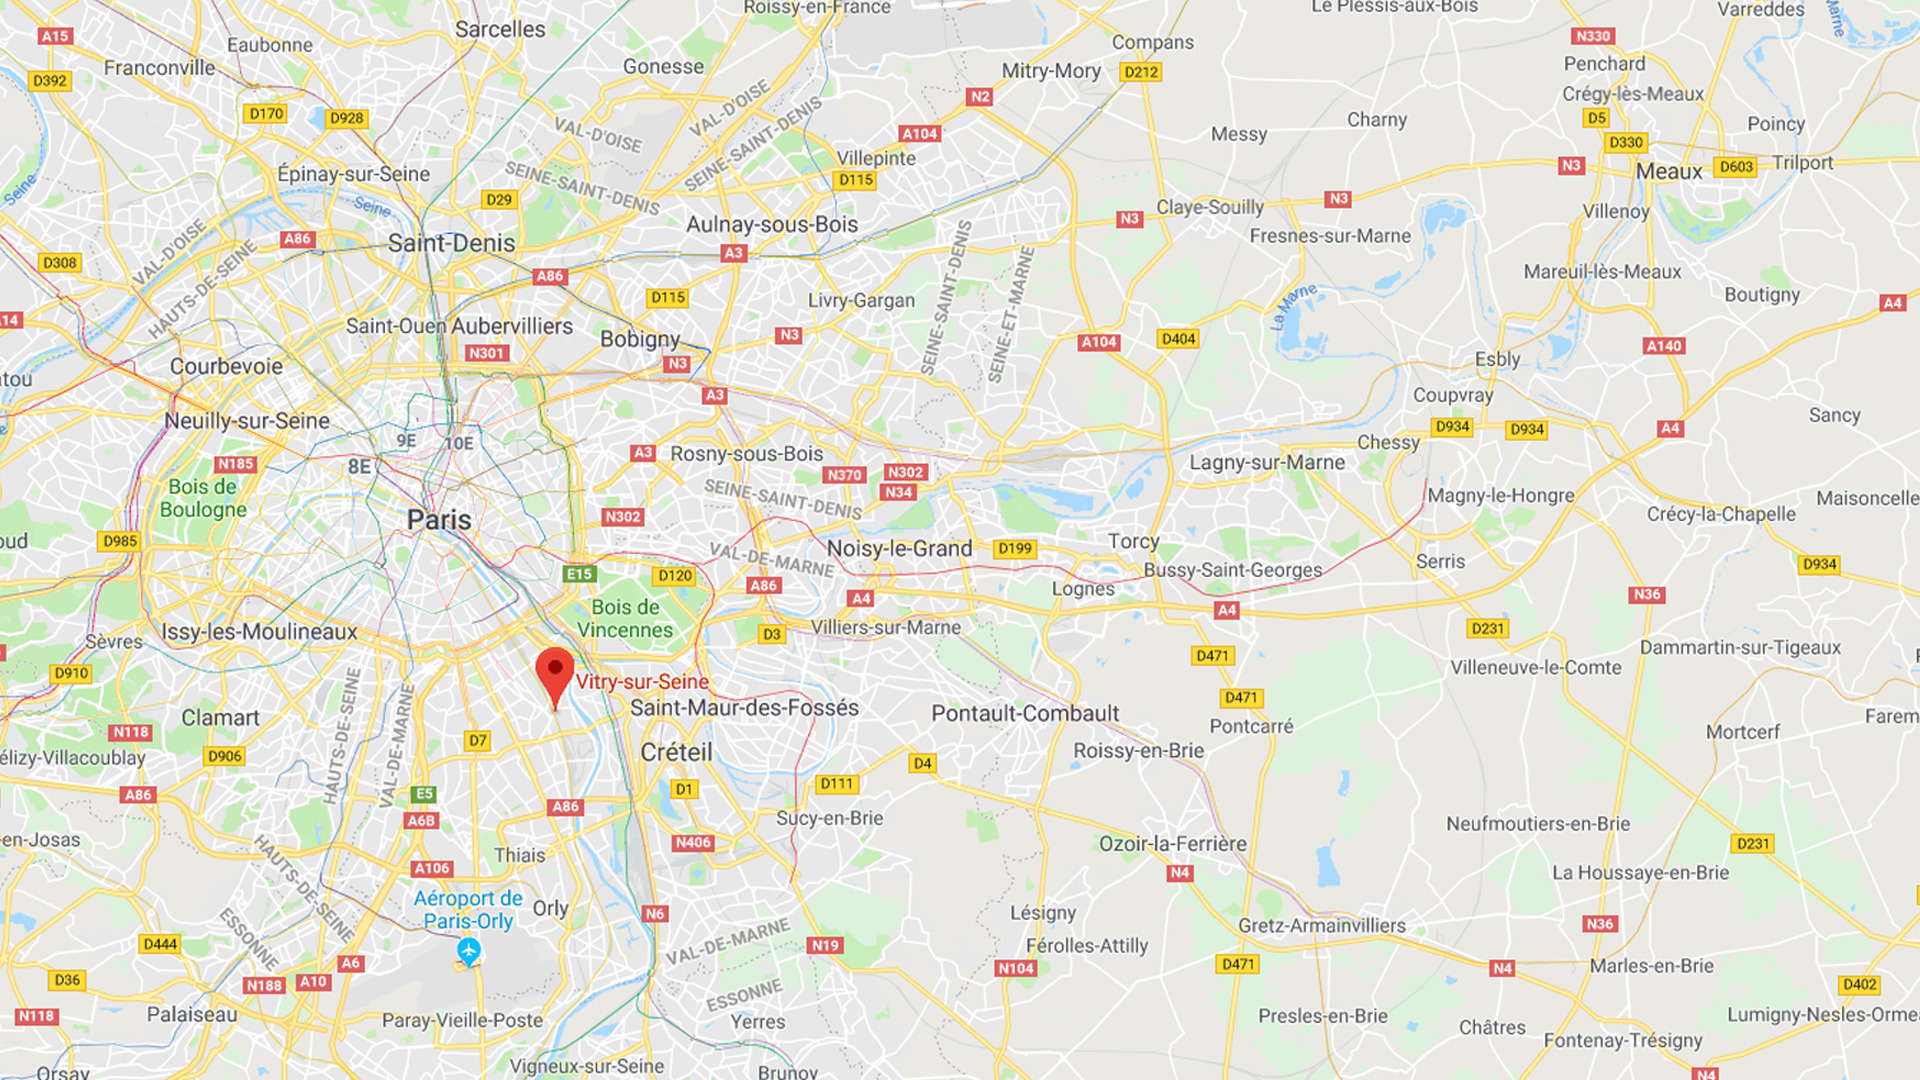 Roissy-en-France
Le Plessis-aux-Bois
Varreddes
Marne
A15
Eaubonne
Sarcelles
Compans
N330
Franconville
Gonesse
Mitry-Mory
D212
Penchard
D392
VAL-D'OISE
N2
Crégy-lès-Meaux
D170
D928
VAL-D'OISE
SEINE-SAINT-DENIS
A104
Messy
Charny
D5
Poincy
D330
Épinay-sur-Seine
Villepinte
N3
Meaux
D603
Trilport
Seine
SEINE-SAINT-DENIS
D115
D29
Seine
Claye-Souilly
N3
Villenoy
VAL-D'OISE
HAUTS-DE-SEINE
A86
Saint-Denis
Aulnay-sous-Bois
N3
Fresnes-sur-Marne
D308
A3
SEINE-SAINT-DENIS
SEINE-ET-MARNE
Mareuil-lès-Meaux
A86
D115
Livry-Gargan
La Marne
Boutigny
A4
14
Saint-Ouen
Aubervilliers
Bobigny
N3
A104
D404
A140
N301
N3
Esbly
Courbevoie
tou
A3
Coupvray
Neuilly-sur-Seine
9E
10E
Sancy
D934
D934
A4
8E
N185
A3
Rosny-sous-Bois
Chessy
Bois de
Boulogne
N370
N302
N34
Lagny-sur-Marne
SEINE-SAINT-DENIS
Magny-le-Hongre
Maisoncelle
Paris
N302
Crécy-la-Chapelle
oud
D985
VAL-DE-MARNE
Noisy-le-Grand
D199
Torcy
Serris
D934
E15
D120
A86
Bussy-Saint-Georges
Lognes
A4
A4
N36
Bois de
Vincennes
Sèvres
Issy-les-Moulineaux
D3
Villiers-sur-Marne
D231
D471
Dammartin-sur-Tigeaux
D910
Vitry-sur-Seine
Villeneuve-le-Comte
HAUTS-DE-SEINE
VAL-DE-MARNE
D471
Clamart
Saint-Maur-des-Fossés
Pontault-Combault
Pontcarré
Farem
N118
D7
Mortcerf
élizy-Villacoublay
D906
Créteil
Roissy-en-Brie
D4
A86
E5
D1
D111
A6B
A86
Sucy-en-Brie
Neufmoutiers-en-Brie
-en-Josas
HAUTS-DE-SEINE
N406
Ozoir-la-Ferrière
D231
Thiais
A106
N4
La Houssaye-en-Brie
Aéroport de
Paris-Orly
Orly
N6
Lésigny
ESSONNE
VAL-DE-MARNE
Gretz-Armainvilliers
N36
D444
N19
Férolles-Attilly
D36
A6
N104
D471
N4
Marles-en-Brie
N188
A10
ESSONNE
D402
N118
Palaiseau
Paray-Vieille-Poste
Yerres
Presles-en-Brie
Châtres
Lumigny-Nesles-Orme
Fontenay-Trésigny
Orsay
Vigneux-sur-Seine
Brunoy
N4